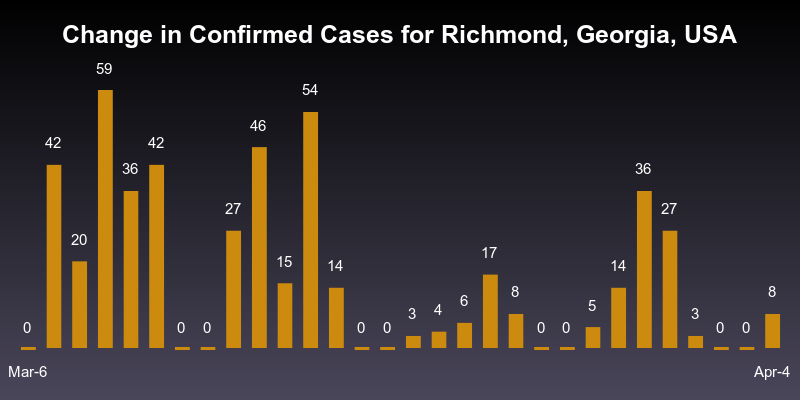 Change in Confirmed Cases for Richmond, Georgia, USA
0 42 20 59 36 42 0 0 27 46 15 54 14 0 0 3 4 6 17 8 0 0 5 14 36 27 3 0 0 8
Mar-6 Apr-4